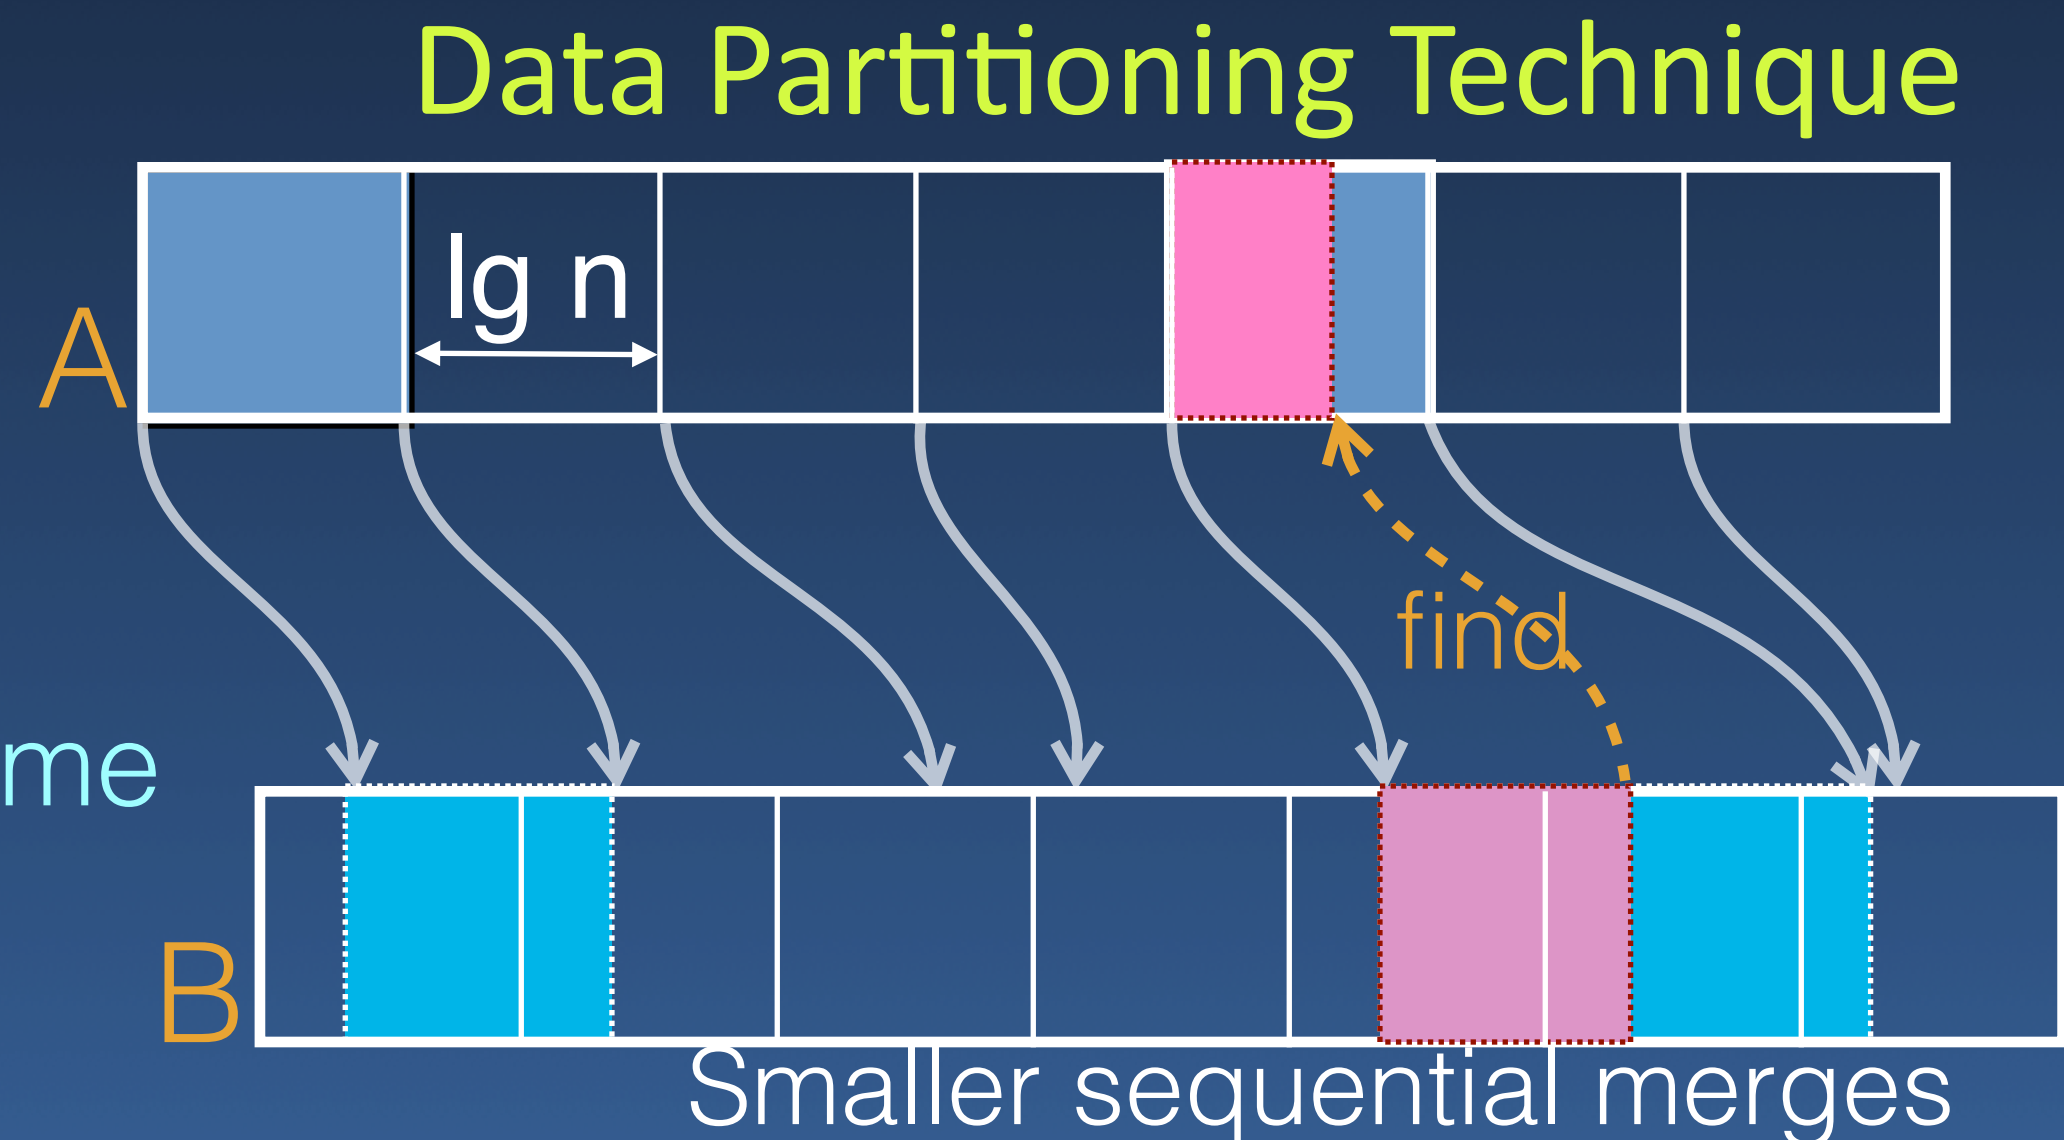 Data Partitioning Technique
lg n
A
find
me
B
Smaller sequential merges